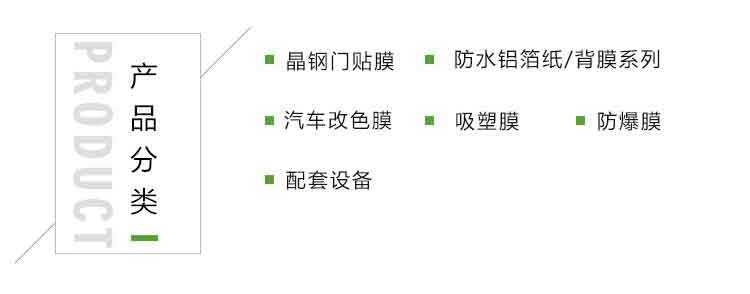 PRODUCT
产品分类
晶钢门贴膜
防水铝箔纸/背膜系列
汽车改色膜
吸塑膜
防爆膜
配套设备